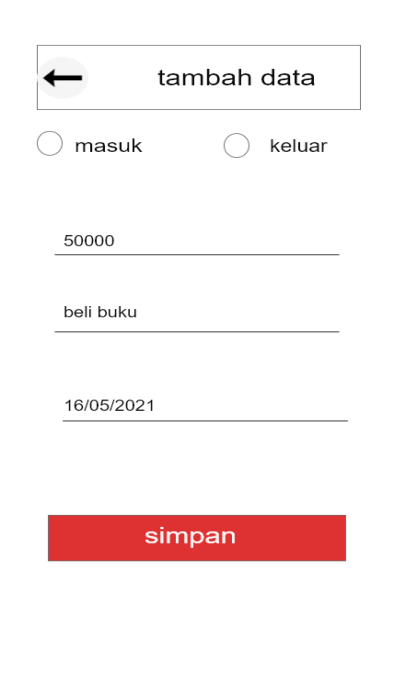 tambah data
masuk keluar
50000
beli buku
16/05/2021
simpan